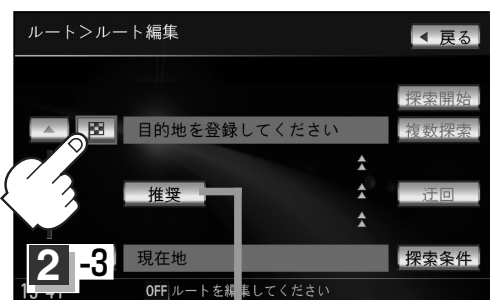 ルート＞ルート編集
◀ 戻る
探索開始
目的地を登録してください
複数探索
推奨
迂回
2-3
現在地
探索条件
OFF ルートを編集してください